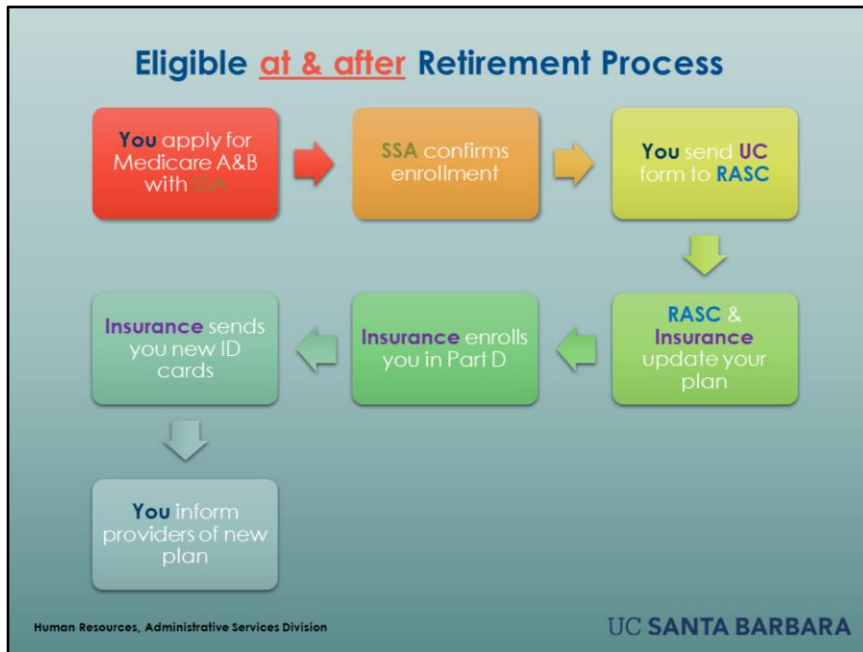 Eligible at & after Retirement Process
You apply for
Medicare A&B
with SSA
SSA confirms
enrollment
You send UC
form to RASC
RASC &
Insurance
update your
plan
Insurance enrolls
you in Part D
Insurance sends
you new ID
cards
You inform
providers of new
plan
Human Resources, Administrative Services Division
UC SANTA BARBARA